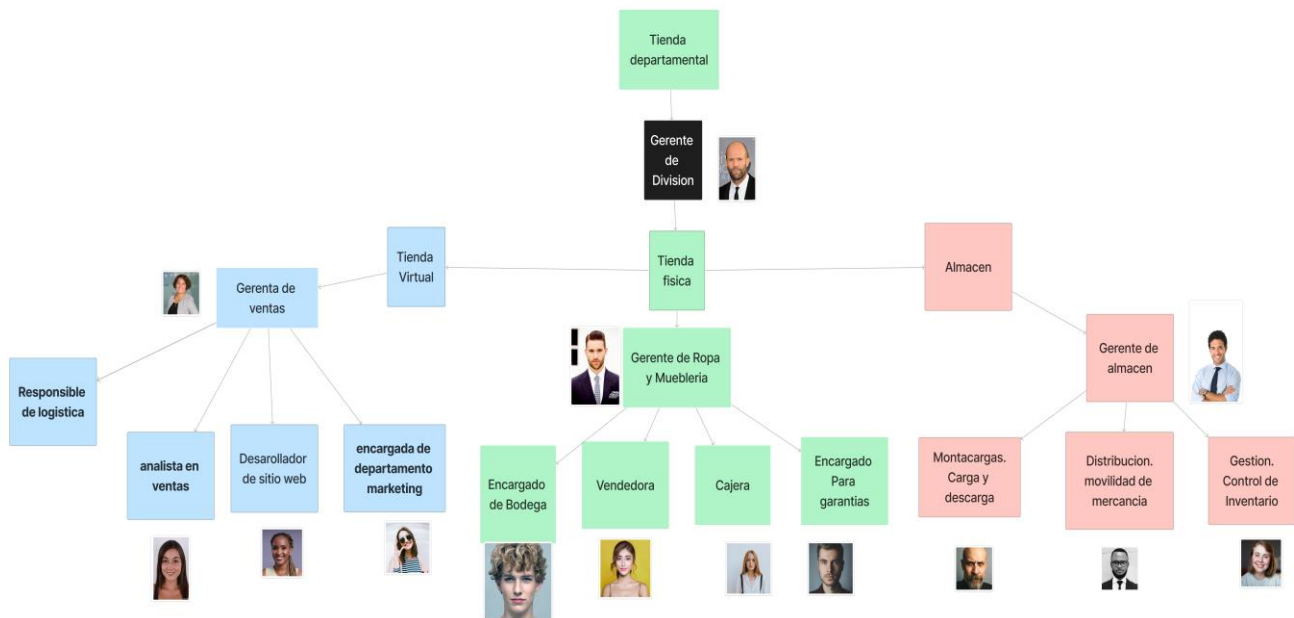 Tienda
departamental
Gerente
de
Division
Tienda
Virtual
Tienda
fisica
Almacen
Gerenta de
ventas
Gerente de Ropa
y Muebleria
Gerente de
almacen
Responsible
de logistica
analista en
ventas
Desarollador
de sitio web
encargada de
departamento
marketing
Encargado
de Bodega
Vendedora
Cajera
Encargado
Para
garantias
Montacargas.
Carga y
descarga
Distribucion.
movilidad de
mercancia
Gestion.
Control de
Inventario